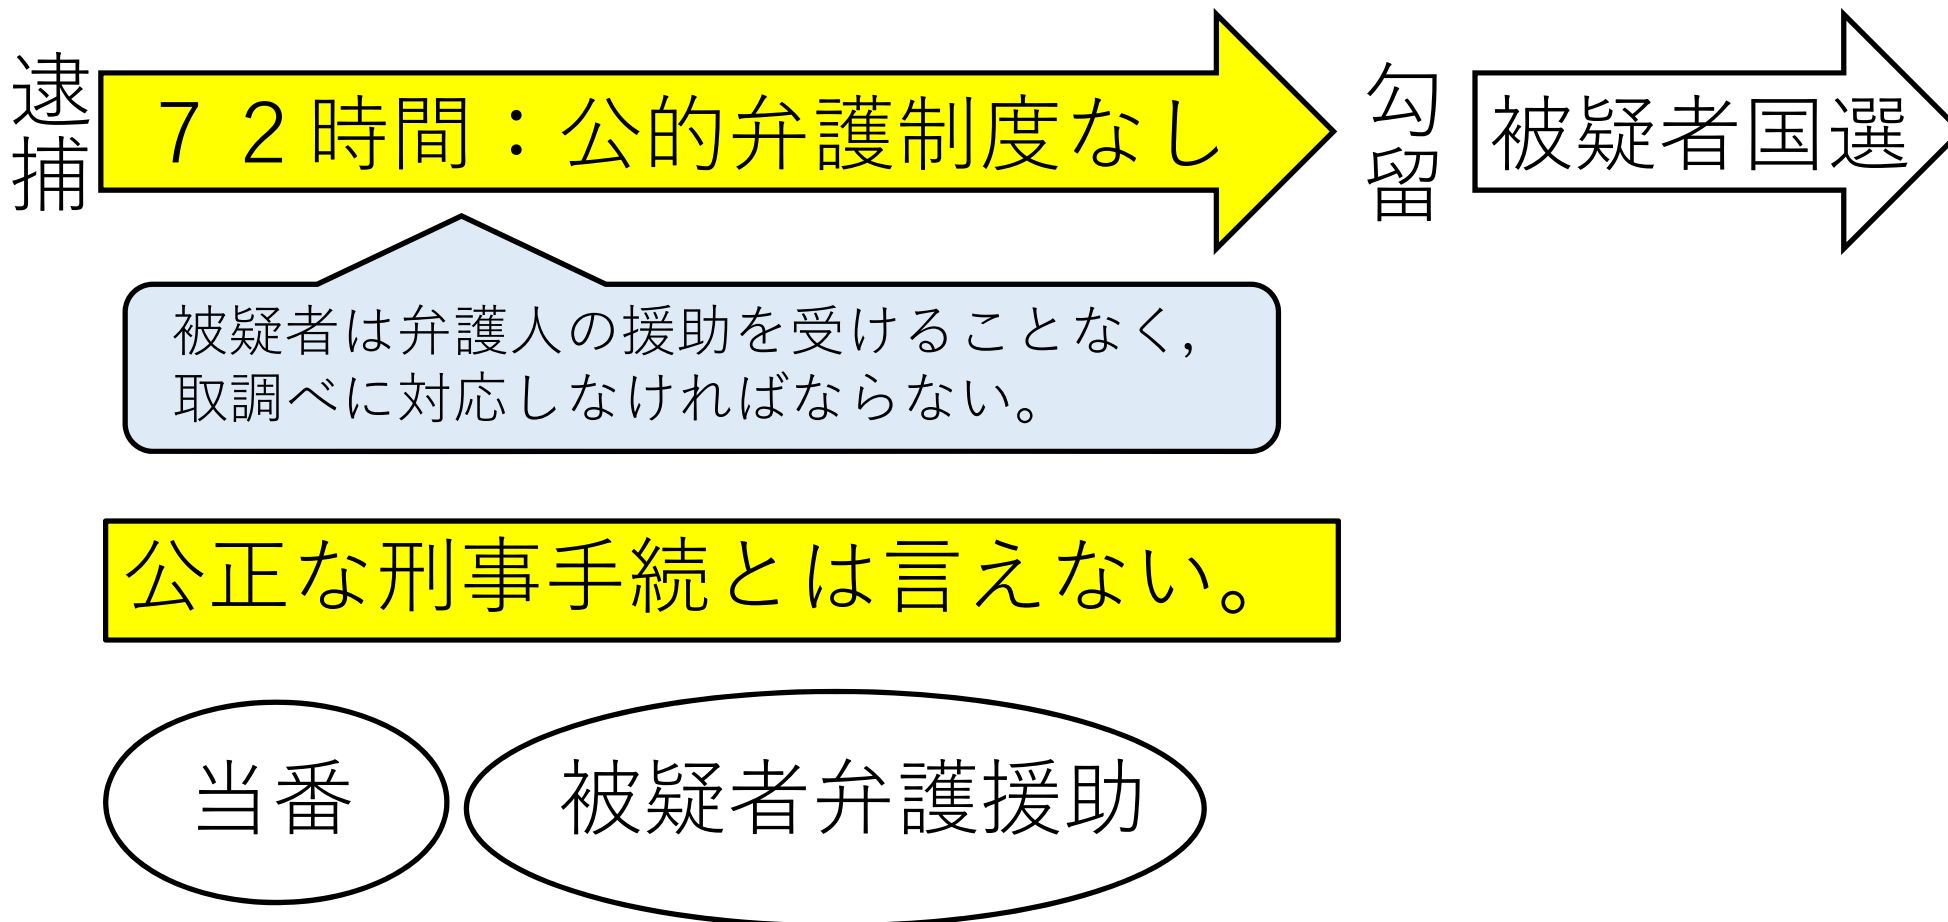 逮捕
７２時間：公的弁護制度なし
勾留
被疑者国選
被疑者は弁護人の援助を受けることなく，
取調べに対応しなければならない。
公正な刑事手続とは言えない。
当番
被疑者弁護援助